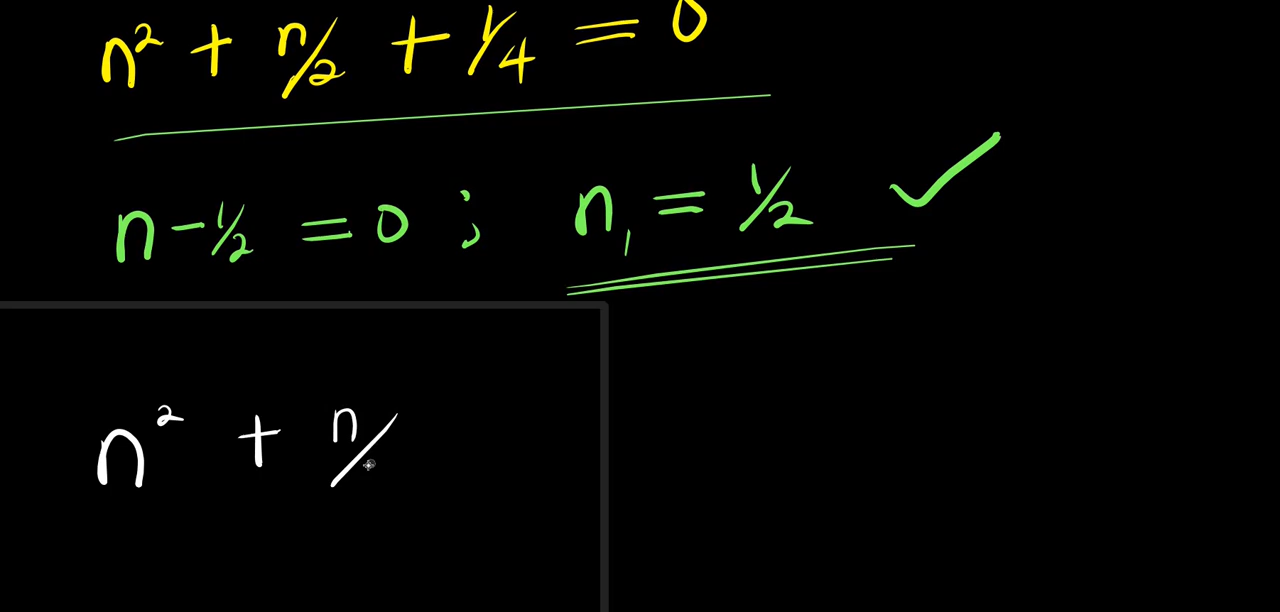 n² + n/2 + 1/4 = 0
n - 1/2 = 0 ; n₁ = 1/2 ✓
n² + n/